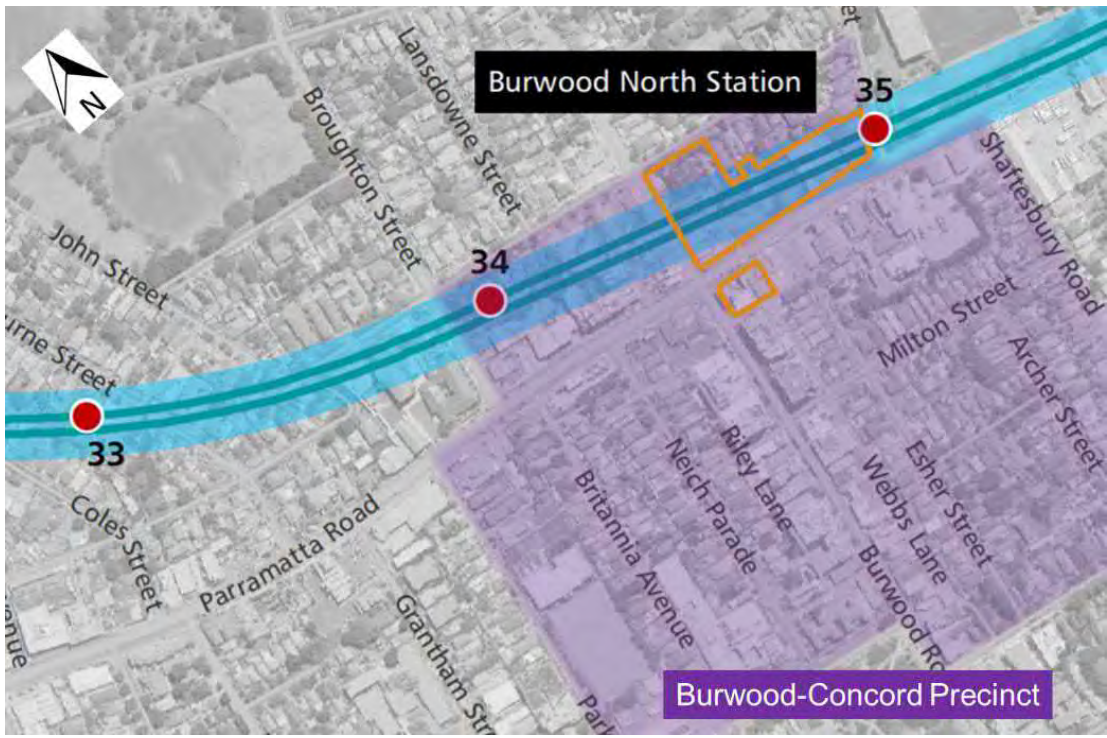 Lansdowne Street
Burwood North Station
Broughton Street
35
34
33
N
John Street
Shaftesbury Road
Milton Street
Archer Street
Coles Street
Parramatta Road
Grantham
Britannia Avenue
Neich Parade
Riley Lane
Webbs Lane
Esher Street
Burwood
Burwood-Concord Precinct